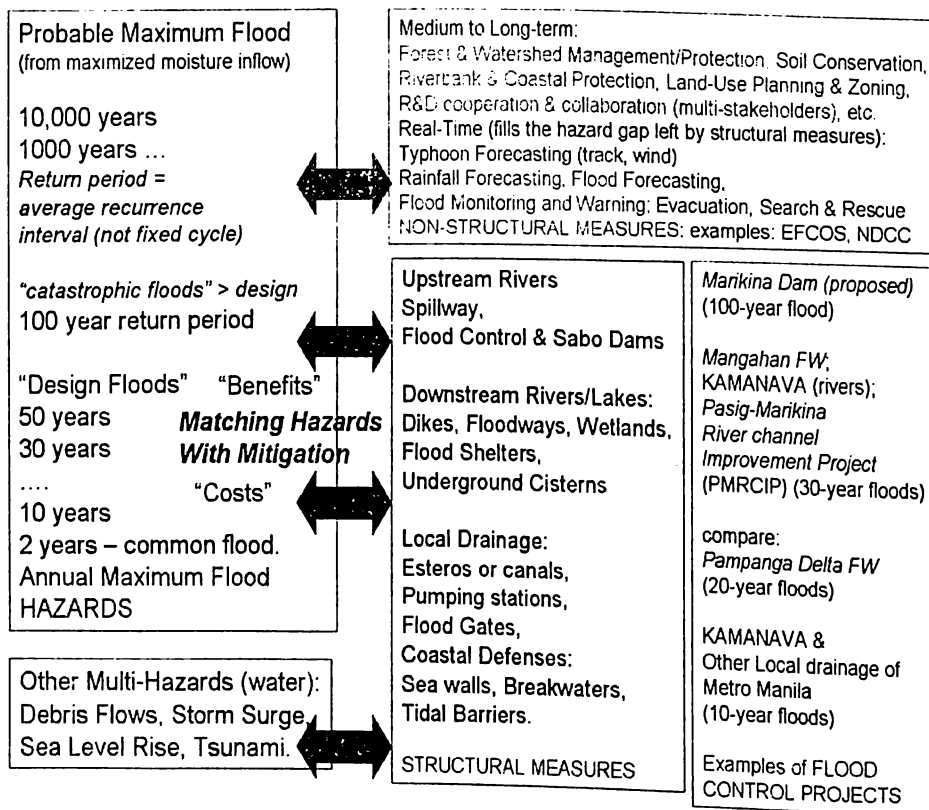 Probable Maximum Flood
(from maximized moisture inflow)
10,000 years
1000 years ...
Return period =
average recurrence
interval (not fixed cycle)
"catastrophic floods" > design
100 year return period
"Design Floods" "Benefits"
50 years Matching Hazards
30 years With Mitigation
.... "Costs"
10 years
2 years – common flood.
Annual Maximum Flood
HAZARDS
Other Multi-Hazards (water):
Debris Flows, Storm Surge,
Sea Level Rise, Tsunami.
Medium to Long-term:
Forest & Watershed Management/Protection, Soil Conservation,
Riverbank & Coastal Protection, Land-Use Planning & Zoning,
R&D cooperation & collaboration (multi-stakeholders), etc.
Real-Time (fills the hazard gap left by structural measures):
Typhoon Forecasting (track, wind)
Rainfall Forecasting, Flood Forecasting,
Flood Monitoring and Warning; Evacuation, Search & Rescue
NON-STRUCTURAL MEASURES: examples: EFCOS, NDCC
Upstream Rivers
Spillway,
Flood Control & Sabo Dams
Downstream Rivers/Lakes:
Dikes, Floodways, Wetlands,
Flood Shelters,
Underground Cisterns
Local Drainage:
Esteros or canals,
Pumping stations,
Flood Gates,
Coastal Defenses:
Sea walls, Breakwaters,
Tidal Barriers.
STRUCTURAL MEASURES
Marikina Dam (proposed)
(100-year flood)
Mangahan FW;
KAMANAVA (rivers);
Pasig-Marikina
River channel
Improvement Project
(PMRCIP) (30-year floods)
compare:
Pampanga Delta FW
(20-year floods)
KAMANAVA &
Other Local drainage of
Metro Manila
(10-year floods)
Examples of FLOOD
CONTROL PROJECTS